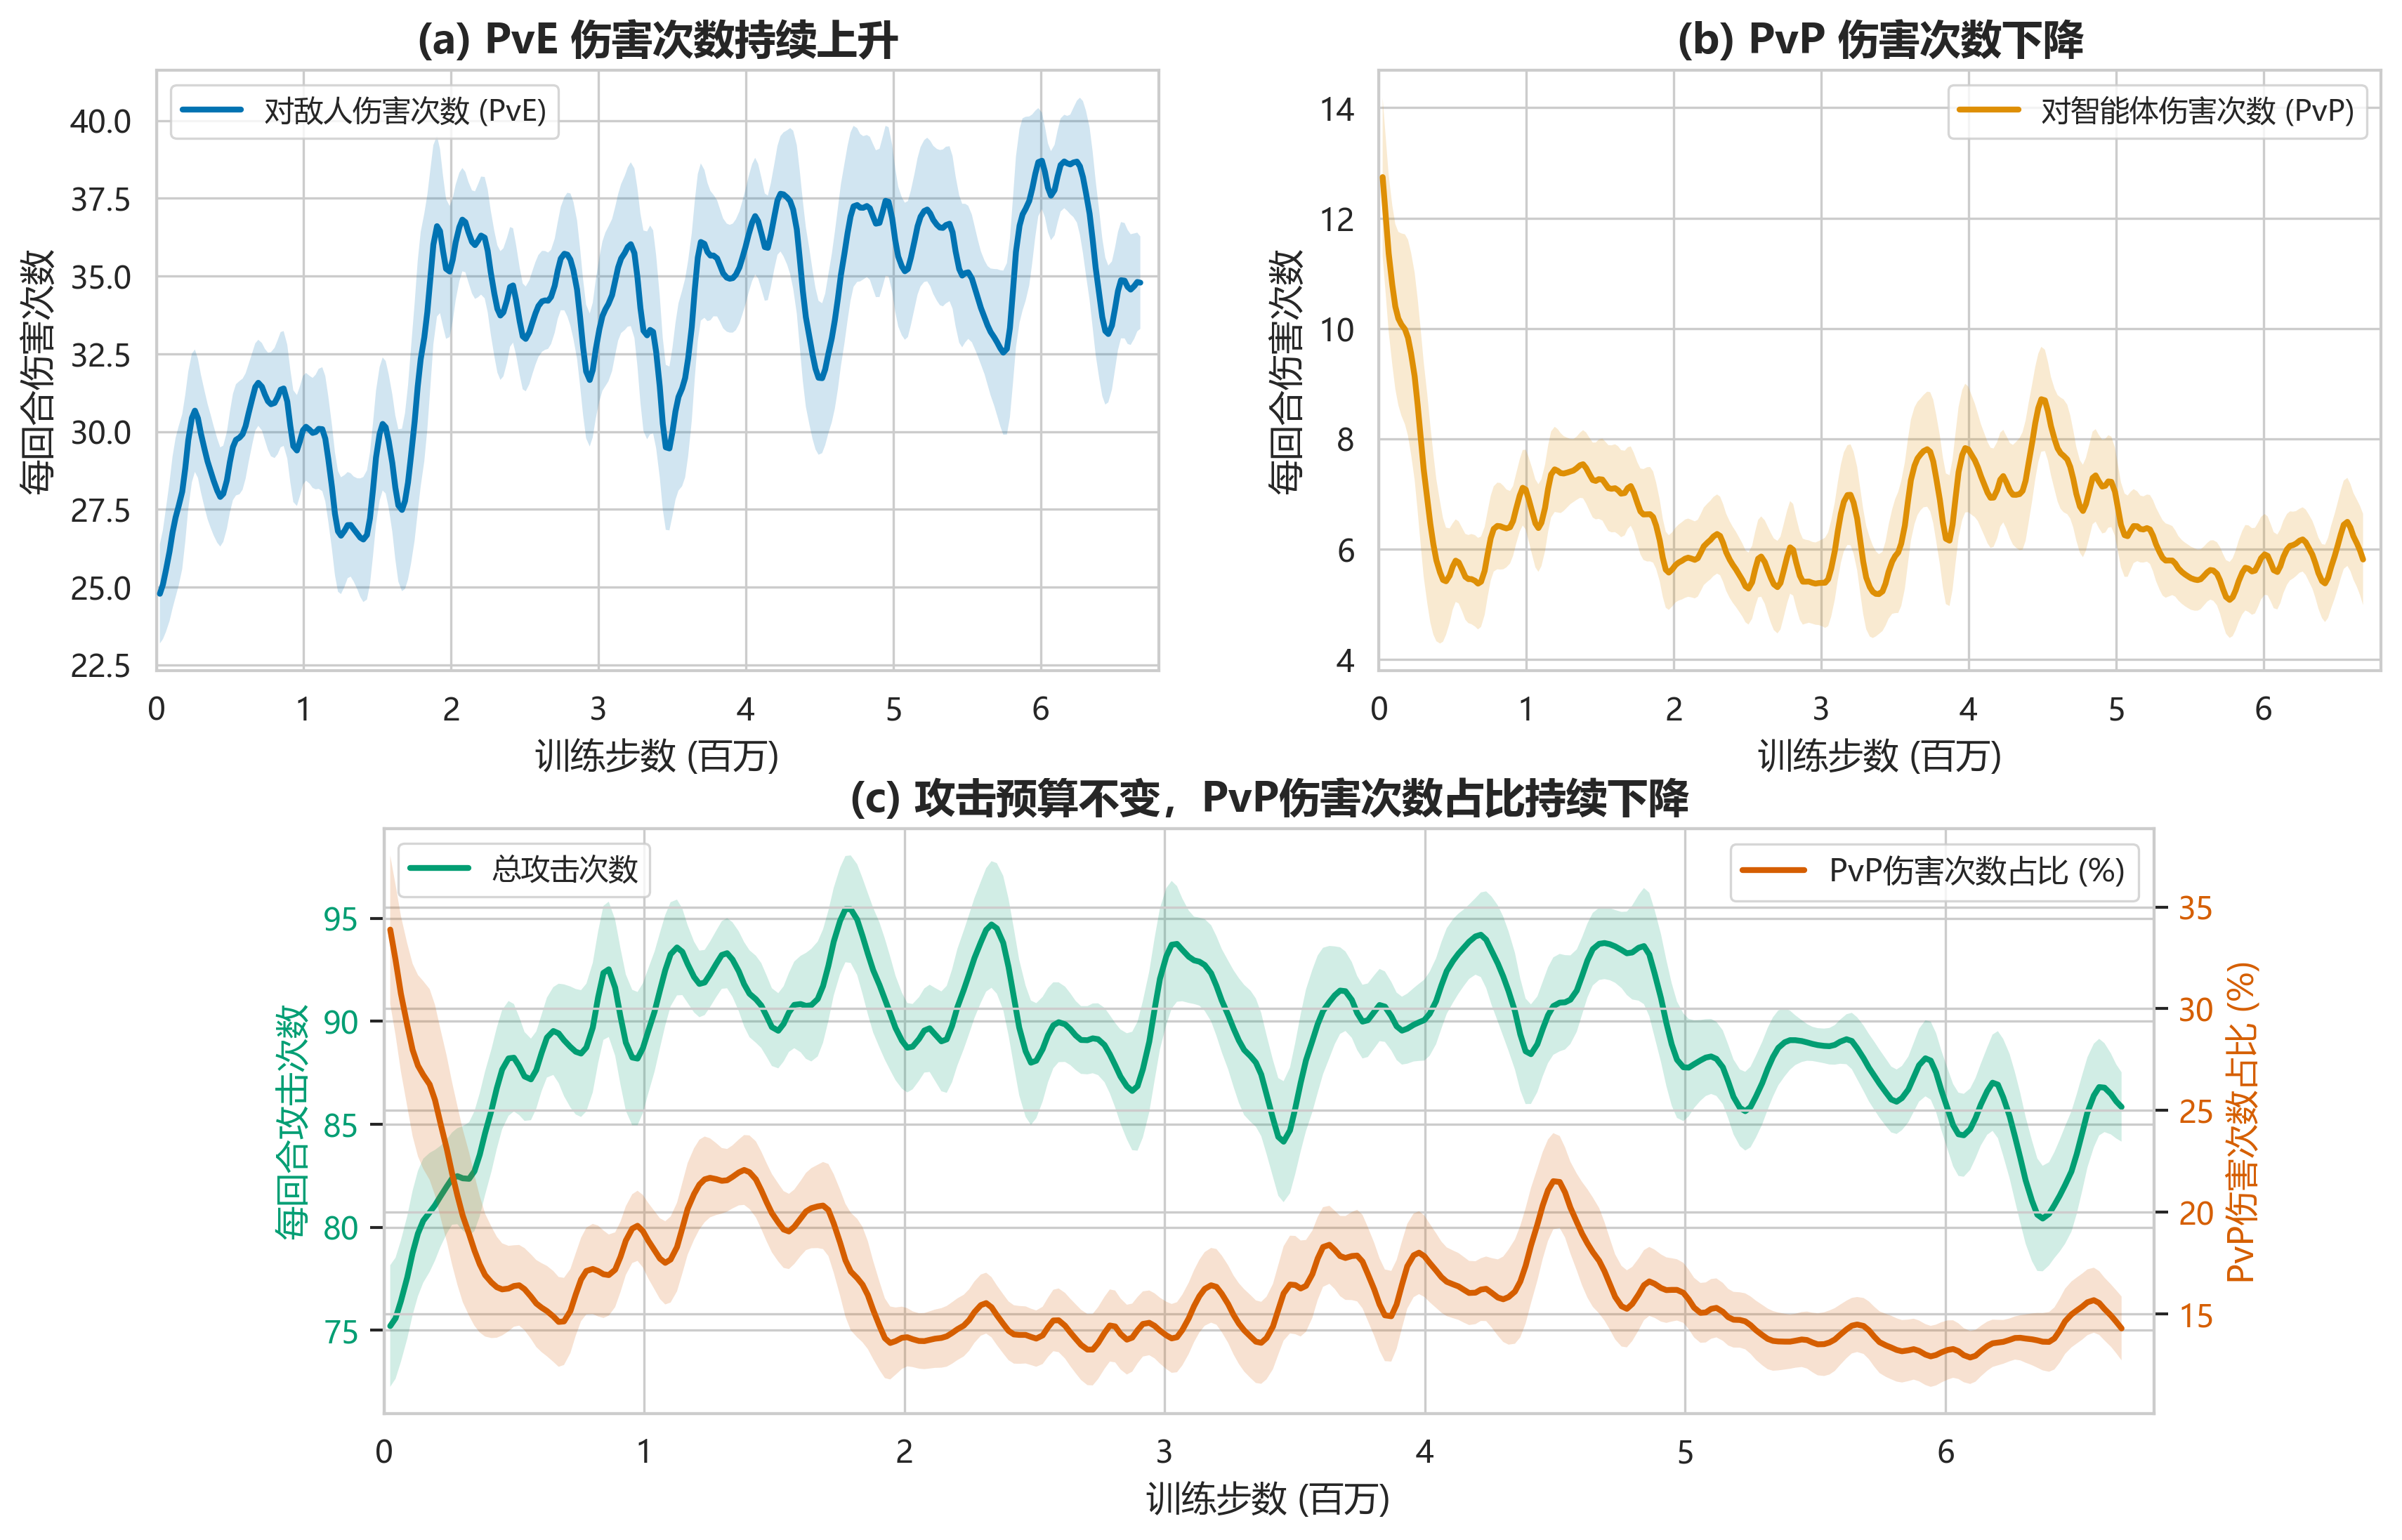 (a) PvE 伤害次数持续上升
对敌人伤害次数 (PvE)
每回合伤害次数
40.0
37.5
35.0
32.5
30.0
27.5
25.0
22.5
0 1 2 3 4 5 6
训练步数 (百万)
(b) PvP 伤害次数下降
对智能体伤害次数 (PvP)
每回合伤害次数
14
12
10
8
6
4
0 1 2 3 4 5 6
训练步数 (百万)
(c) 攻击预算不变，PvP伤害次数占比持续下降
总攻击次数
PvP伤害次数占比 (%)
每回合攻击次数
95
90
85
80
75
35
30
25
20
15
PvP伤害次数占比 (%)
0 1 2 3 4 5 6
训练步数 (百万)